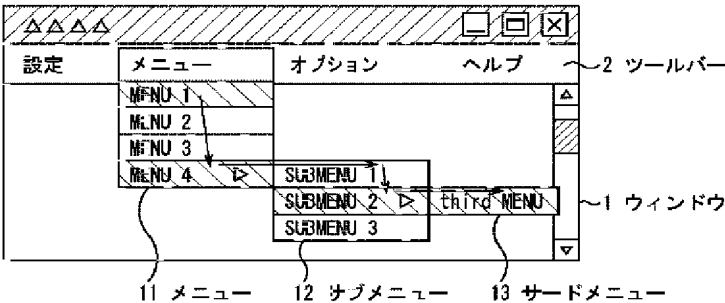 △△△△
設定 メニュー オプション ヘルプ 2 ツールバー
MENU 1
MENU 2
MENU 3
MENU 4 ▷ SUBMENU 1
SUBMENU 2 ▷ third MENU 1 ウィンドウ
SUBMENU 3
11 メニュー 12 サブメニュー 13 サードメニュー